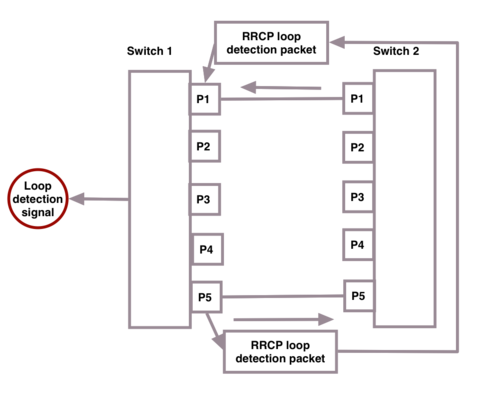 RRCP loop
detection packet
Switch 1
Switch 2
P1
P1
P2
P2
P3
P3
Loop
detection
signal
P4
P4
P5
P5
RRCP loop
detection packet